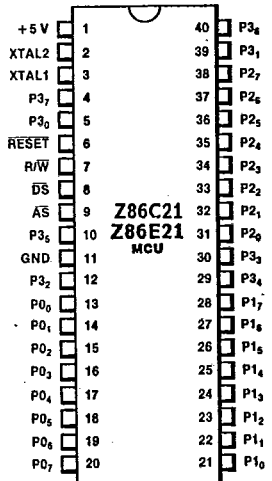 +5 V 1 40 P3₆
XTAL2 2 39 P3₁
XTAL1 3 38 P2₇
P3₇ 4 37 P2₆
P3₀ 5 36 P2₅
RESET 6 35 P2₄
R/W 7 34 P2₃
DS 8 33 P2₂
AS 9 Z86C21 32 P2₁
P3₅ 10 Z86E21 31 P2₀
GND 11 MCU 30 P3₃
P3₂ 12 29 P3₄
P0₀ 13 28 P1₇
P0₁ 14 27 P1₆
P0₂ 15 26 P1₅
P0₃ 16 25 P1₄
P0₄ 17 24 P1₃
P0₅ 18 23 P1₂
P0₆ 19 22 P1₁
P0₇ 20 21 P1₀